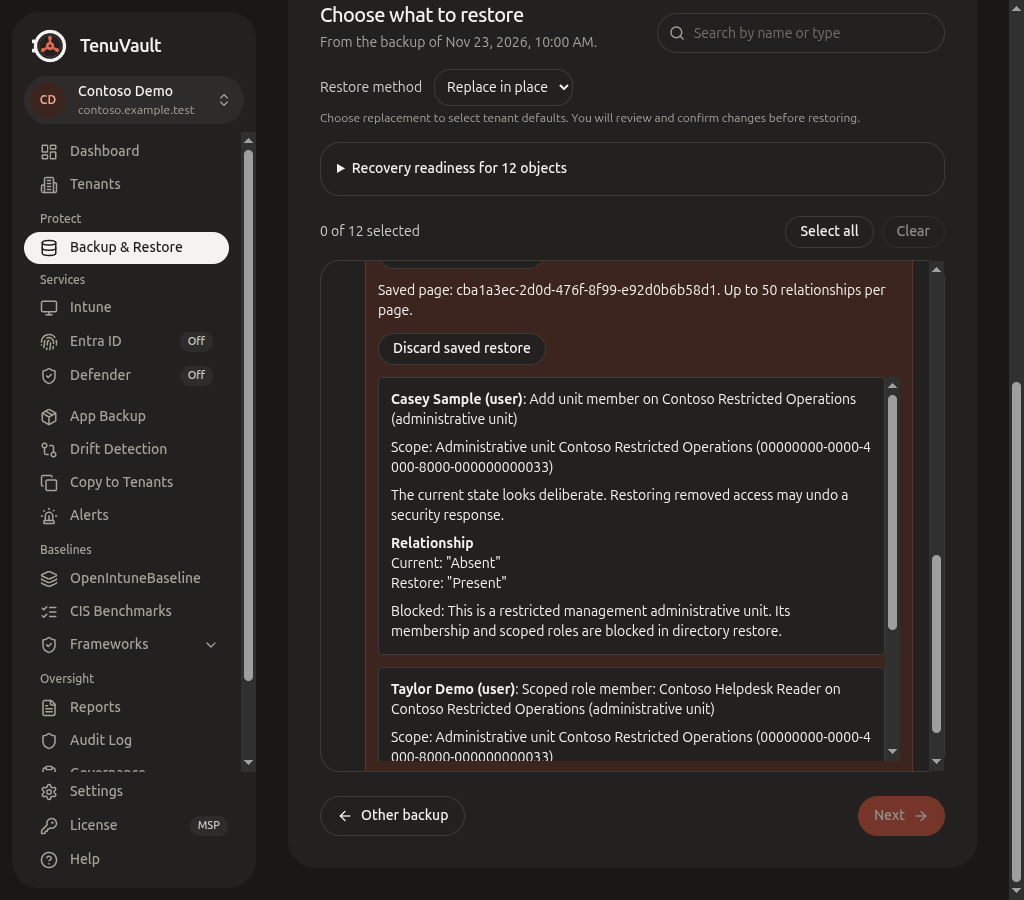 TenuVault
CD
Contoso Demo
contoso.example.test
Dashboard
Tenants
Protect
Backup & Restore
Services
Intune
Entra ID
Off
Defender
Off
App Backup
Drift Detection
Copy to Tenants
Alerts
Baselines
OpenIntuneBaseline
CIS Benchmarks
Frameworks
Oversight
Reports
Audit Log
Governance
Settings
License
MSP
Help
Choose what to restore
From the backup of Nov 23, 2026, 10:00 AM.
Search by name or type
Restore method
Replace in place
Choose replacement to select tenant defaults. You will review and confirm changes before restoring.
Recovery readiness for 12 objects
0 of 12 selected
Select all
Clear
Saved page: cba1a3ec-2d0d-476f-8f99-e92d0b6b58d1. Up to 50 relationships per
page.
Discard saved restore
Casey Sample (user): Add unit member on Contoso Restricted Operations
(administrative unit)
Scope: Administrative unit Contoso Restricted Operations (00000000-0000-4
000-8000-000000000033)
The current state looks deliberate. Restoring removed access may undo a
security response.
Relationship
Current: "Absent"
Restore: "Present"
Blocked: This is a restricted management administrative unit. Its
membership and scoped roles are blocked in directory restore.
Taylor Demo (user): Scoped role member: Contoso Helpdesk Reader on
Contoso Restricted Operations (administrative unit)
Scope: Administrative unit Contoso Restricted Operations (00000000-0000-4
000-8000-000000000033)
Other backup
Next